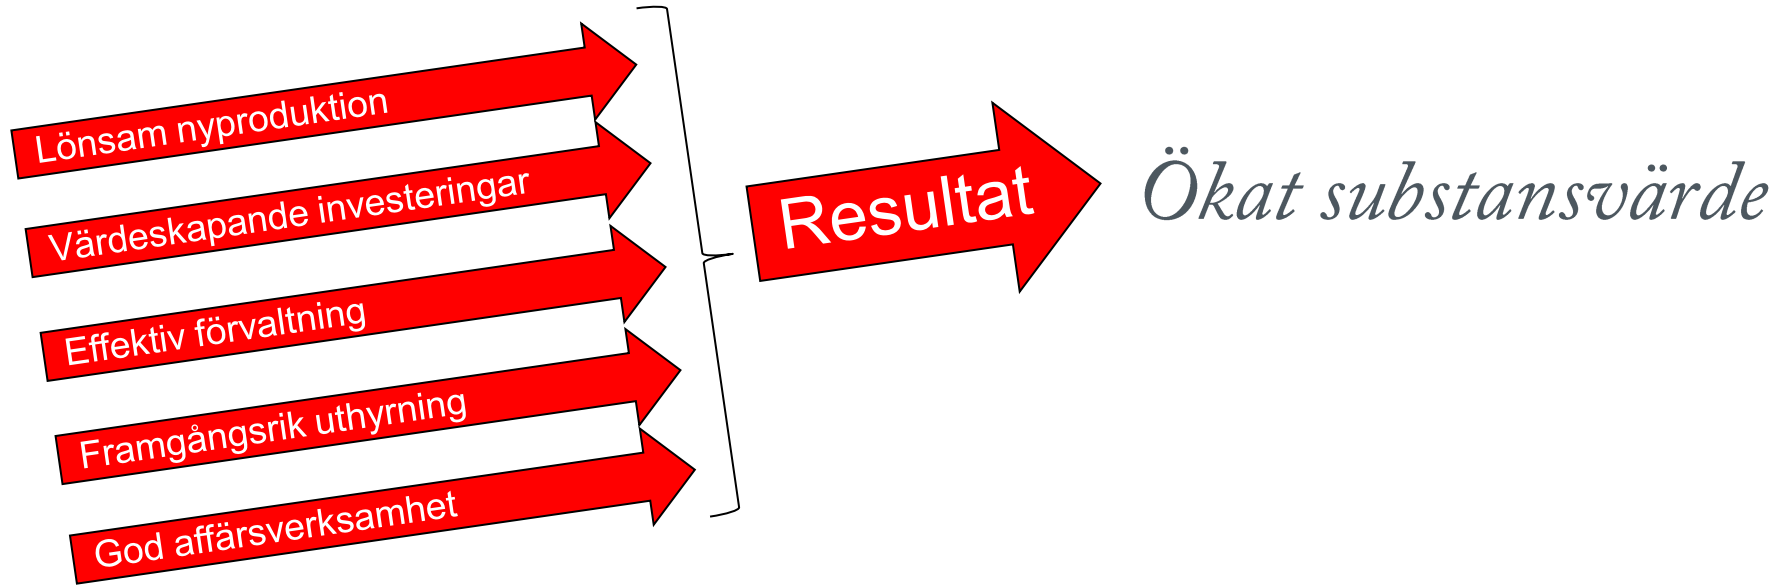 Lönsam nyproduktion
Värdeskapande investeringar
Effektiv förvaltning
Framgångsrik uthyrning
God affärsverksamhet
Resultat
Ökat substansvärde